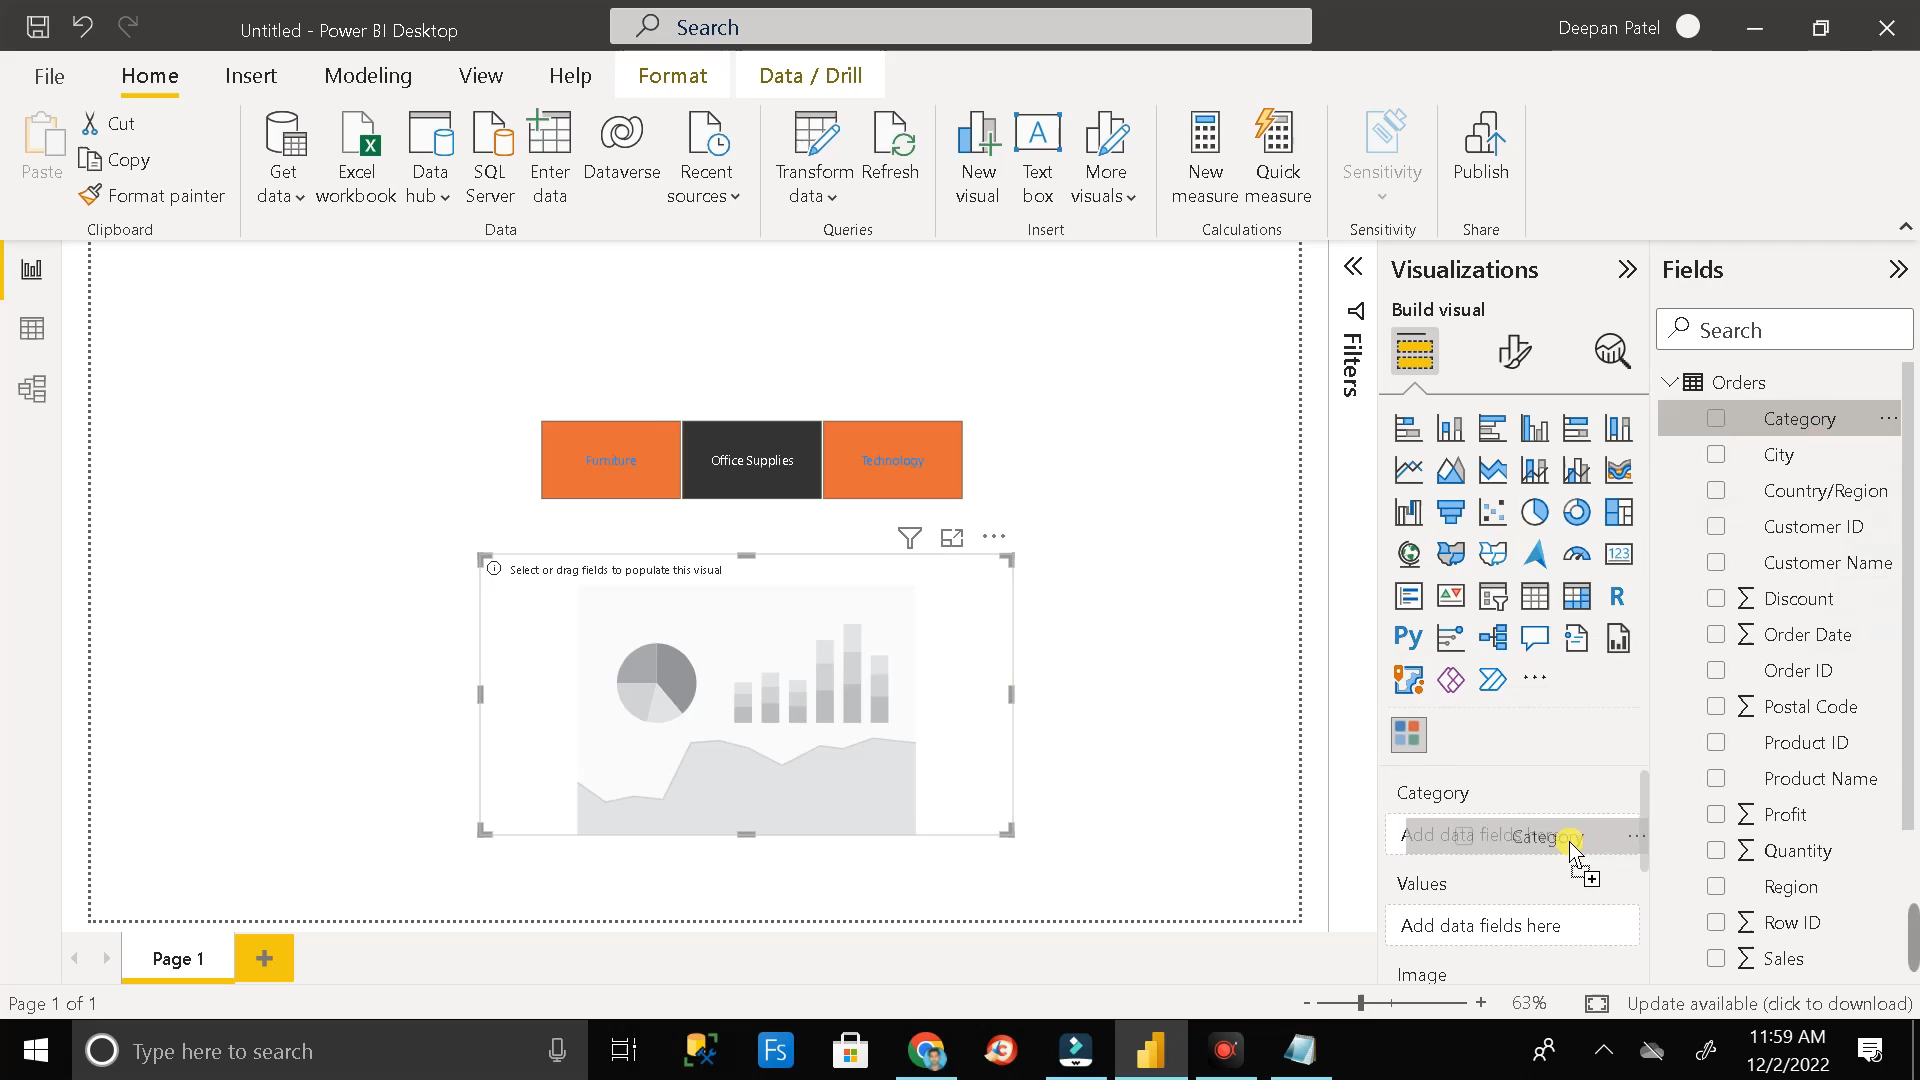 Untitled - Power BI Desktop
Search
Deepan Patel
File
Home
Insert
Modeling
View
Help
Format
Data / Drill
Paste
Cut
Copy
Format painter
Clipboard
Get data
Excel workbook
Data hub
SQL Server
Enter data
Dataverse
Recent sources
Data
Transform data
Refresh
Queries
New visual
Text box
More visuals
Insert
New measure
Quick measure
Calculations
Sensitivity
Sensitivity
Publish
Share
Furniture
Office Supplies
Technology
Select or drag fields to populate this visual
Filters
Visualizations
Build visual
123
R
Py
Category
Add data fields here
Category
Values
Add data fields here
Image
Fields
Search
Orders
Category
City
Country/Region
Customer ID
Customer Name
Discount
Order Date
Order ID
Postal Code
Product ID
Product Name
Profit
Quantity
Region
Row ID
Sales
Page 1
Page 1 of 1
63%
Update available (click to download)
Type here to search
Fs
11:59 AM
12/2/2022